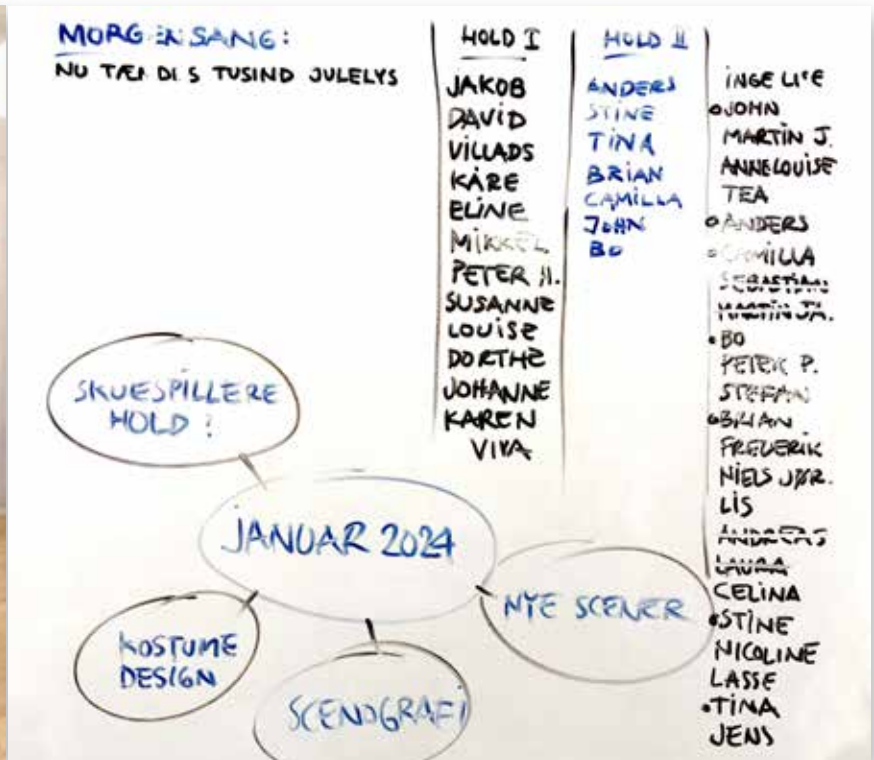 MORGENSANG:
NU TÆNDES TUSIND JULELYS
HOLD I
JAKOB
DAVID
VILLADS
KÅRE
ELINE
MIKKEL
PETER H.
SUSANNE
LOUISE
DORTHE
JOHANNE
KAREN
VIVA
HOLD II
ANDERS
STINE
TINA
BRIAN
CAMILLA
JOHN
BO
INGE LISE
JOHN
MARTIN J.
ANNELOUISE
TEA
ANDERS
CAMILLA
SEBASTIAN
MARTIN JA.
BO
PETER P.
STEFAN
BRIAN
FREDERIK
NIELS JØR.
LIS
ANDREAS
LAURA
CELINA
STINE
NICOLINE
LASSE
TINA
JENS
SKUESPILLERE
HOLD ?
JANUAR 2024
NYE SCENER
KOSTUME
DESIGN
SCENOGRAFI